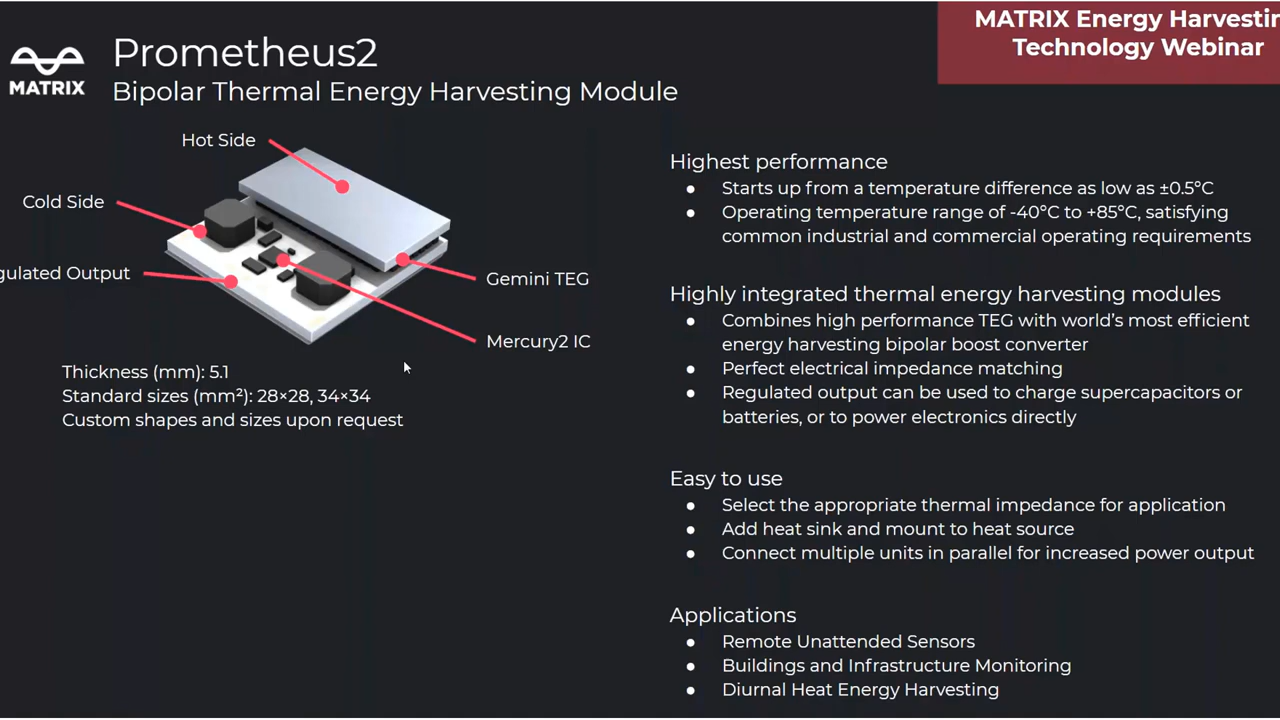 MATRIX Energy Harvestin
Technology Webinar
MATRIX
Prometheus2
Bipolar Thermal Energy Harvesting Module
Hot Side
Cold Side
gulated Output
Gemini TEG
Mercury2 IC
Thickness (mm): 5.1
Standard sizes (mm²): 28×28, 34×34
Custom shapes and sizes upon request
Highest performance
● Starts up from a temperature difference as low as ±0.5°C
● Operating temperature range of -40°C to +85°C, satisfying
common industrial and commercial operating requirements
Highly integrated thermal energy harvesting modules
● Combines high performance TEG with world's most efficient
energy harvesting bipolar boost converter
● Perfect electrical impedance matching
● Regulated output can be used to charge supercapacitors or
batteries, or to power electronics directly
Easy to use
● Select the appropriate thermal impedance for application
● Add heat sink and mount to heat source
● Connect multiple units in parallel for increased power output
Applications
● Remote Unattended Sensors
● Buildings and Infrastructure Monitoring
● Diurnal Heat Energy Harvesting